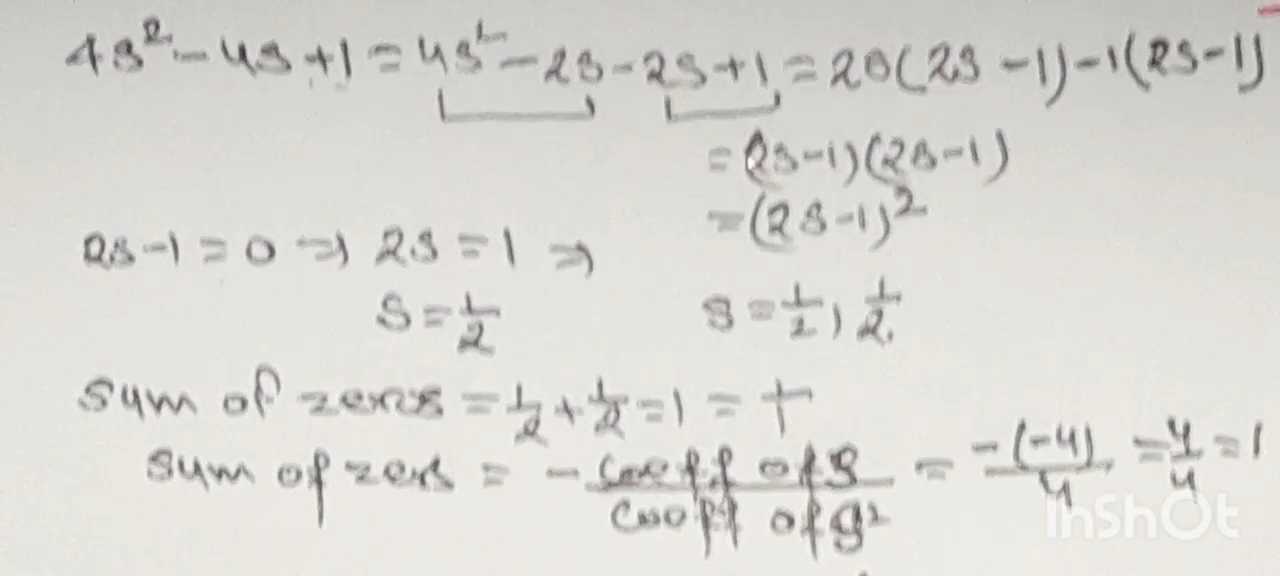 4s² - 4s + 1 = 4s² - 2s - 2s + 1 = 2s(2s - 1) - 1(2s - 1)
= (2s - 1)(2s - 1)
= (2s - 1)²
2s - 1 = 0 ⇒ 2s = 1 ⇒
s = 1/2 s = 1/2, 1/2.
sum of zeros = 1/2 + 1/2 = 1 = +
sum of zeros = - coeff of s / coeff of s² = -(-4)/4 = 4/4 = 1
InShOt